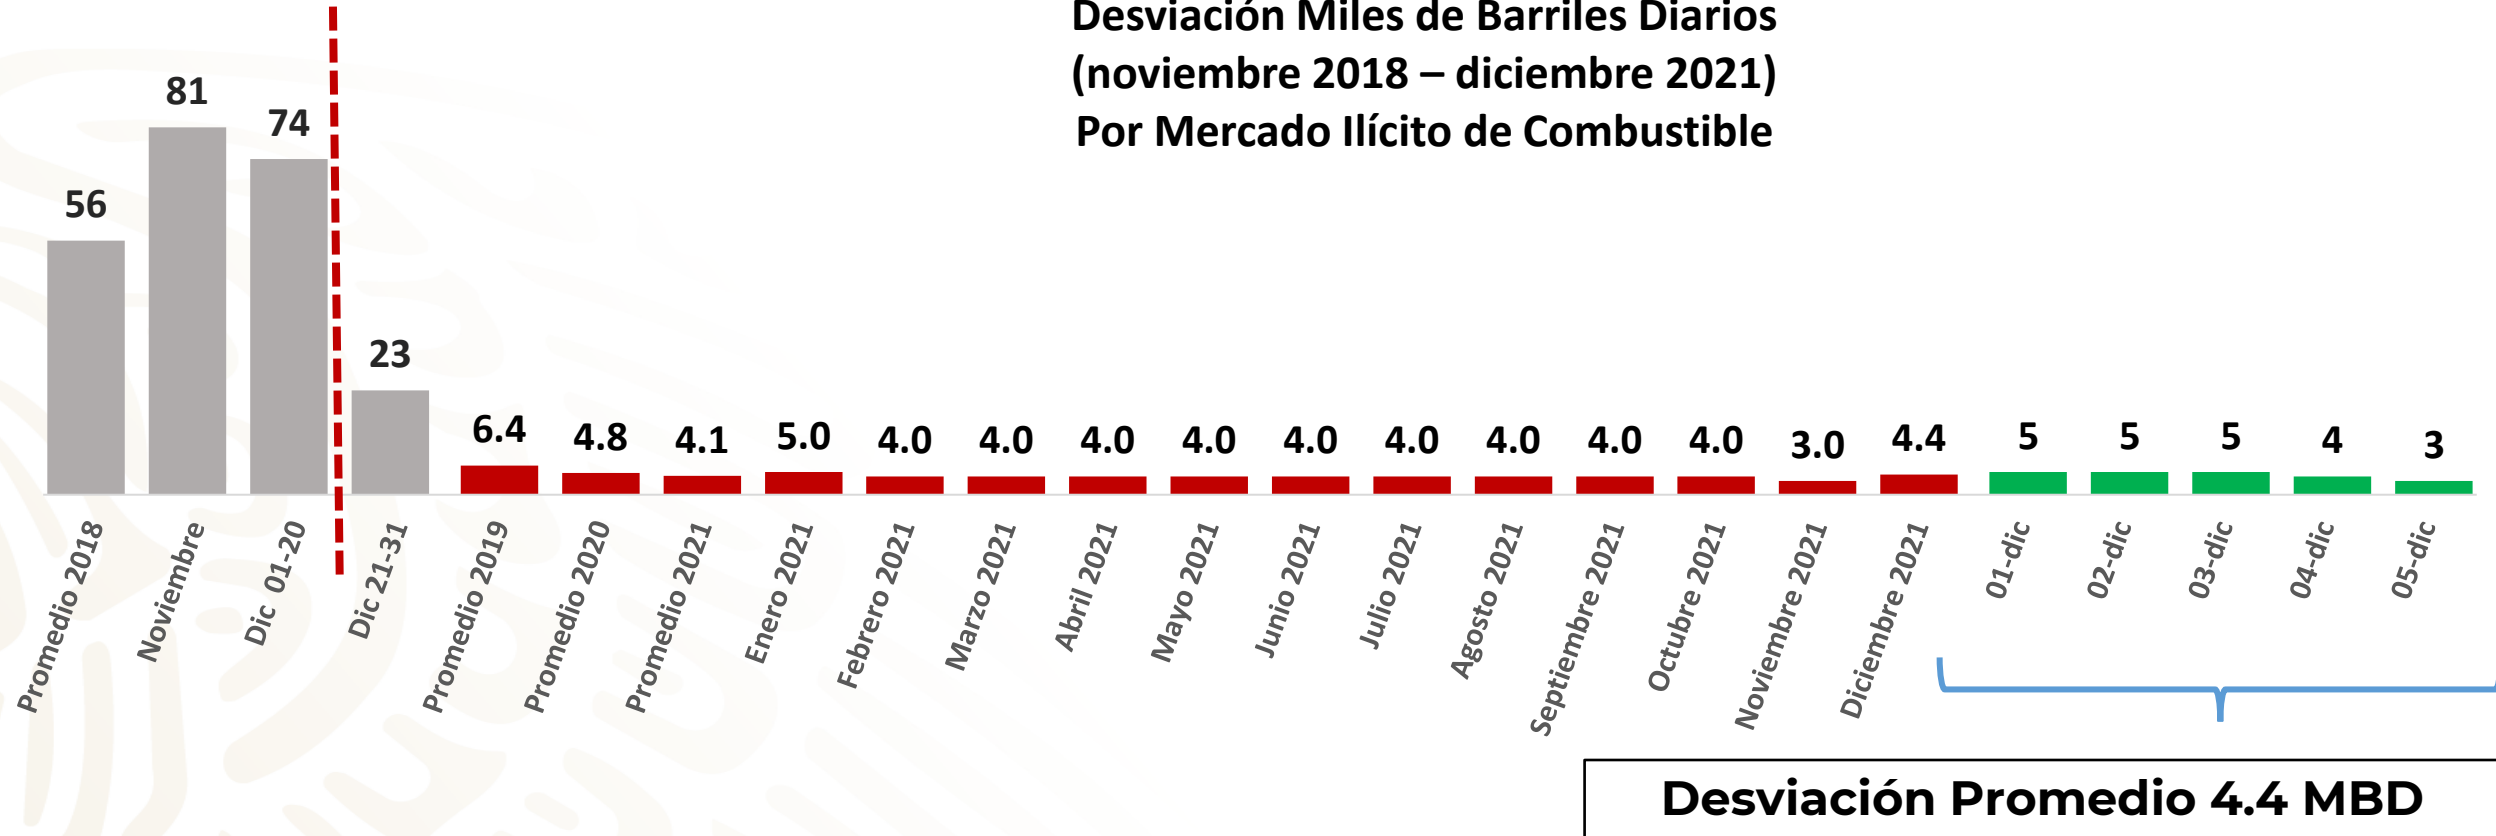 Desviación Miles de Barriles Diarios
(noviembre 2018 – diciembre 2021)
Por Mercado Ilícito de Combustible
56
81
74
23
6.4
4.8
4.1
5.0
4.0
4.0
4.0
4.0
4.0
4.0
4.0
4.0
4.0
3.0
4.4
5
5
5
4
3
Promedio 2018
Noviembre
Dic 01-20
Dic 21-31
Promedio 2019
Promedio 2020
Promedio 2021
Enero 2021
Febrero 2021
Marzo 2021
Abril 2021
Mayo 2021
Junio 2021
Julio 2021
Agosto 2021
Septiembre 2021
Octubre 2021
Noviembre 2021
Diciembre 2021
01-dic
02-dic
03-dic
04-dic
05-dic
Desviación Promedio 4.4 MBD